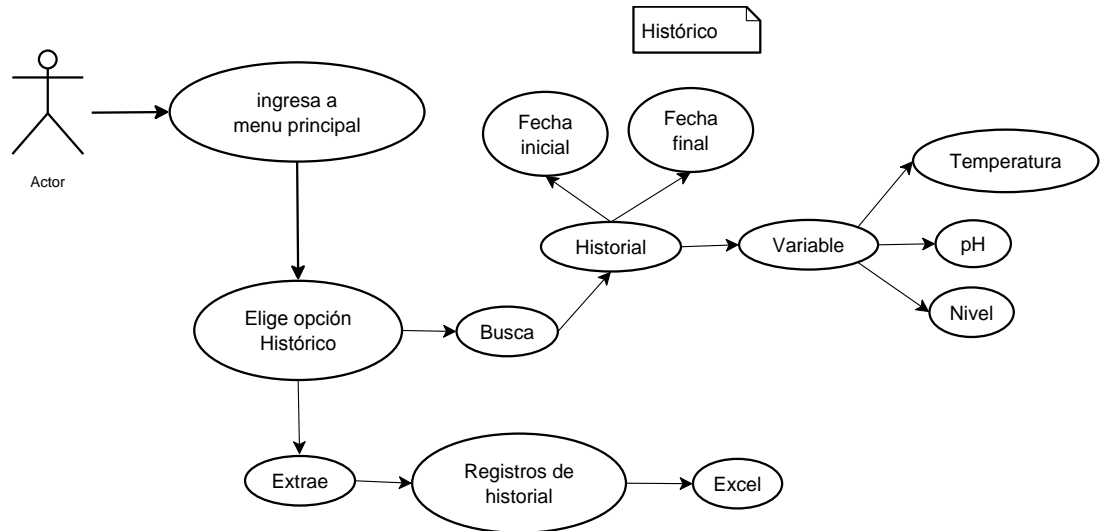 Histórico
ingresa a
menu principal
Actor
Fecha
inicial
Fecha
final
Temperatura
Historial
Variable
pH
Nivel
Elige opción
Histórico
Busca
Extrae
Registros de
historial
Excel